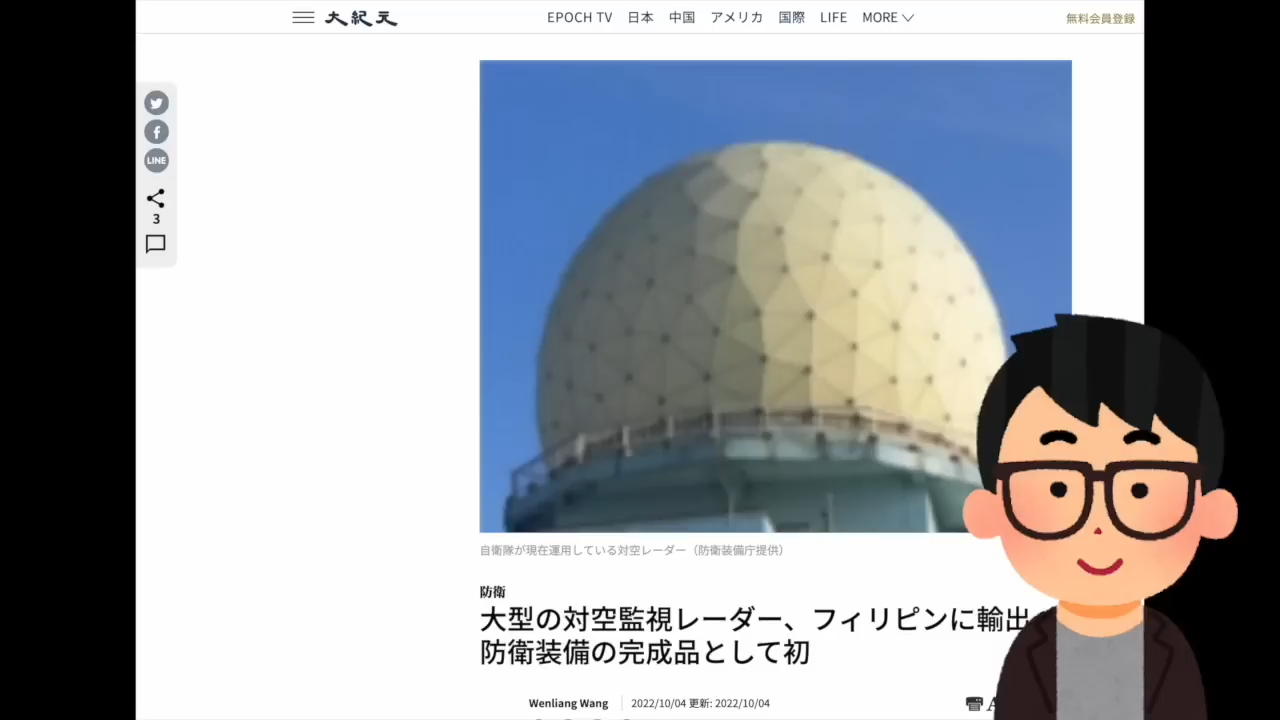 大紀元
EPOCH TV 日本 中国 アメリカ 国際 LIFE MORE
無料会員登録
LINE
3
自衛隊が現在運用している対空レーダー（防衛装備庁提供）
防衛
大型の対空監視レーダー、フィリピンに輸出
防衛装備の完成品として初
Wenliang Wang 2022/10/04 更新: 2022/10/04